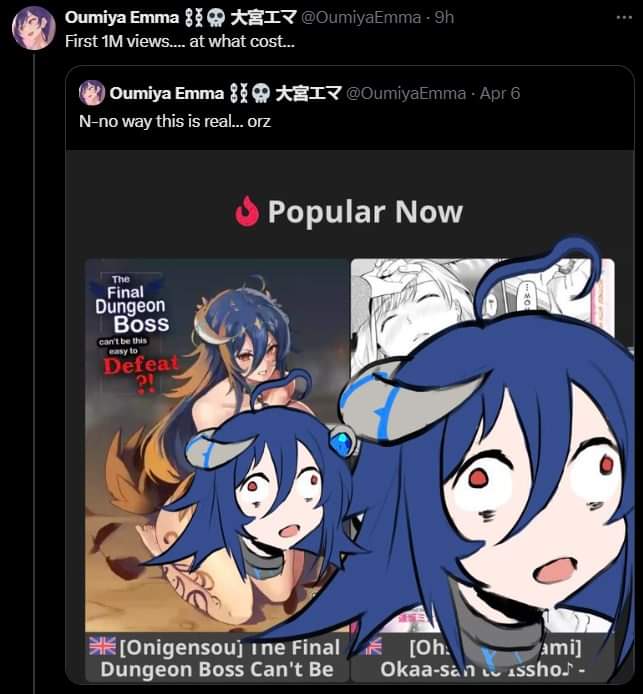 Oumiya Emma ⛓💀 大宮エマ @OumiyaEmma · 9h
First 1M views.... at what cost...
Oumiya Emma ⛓💀 大宮エマ @OumiyaEmma · Apr 6
N-no way this is real... orz
Popular Now
The
Final
Dungeon
Boss
can't be this
easy to
Defeat
?!
[Onigensou] The Final
Dungeon Boss Can't Be
[Oh ami]
Okaa-san to Issho♪ -